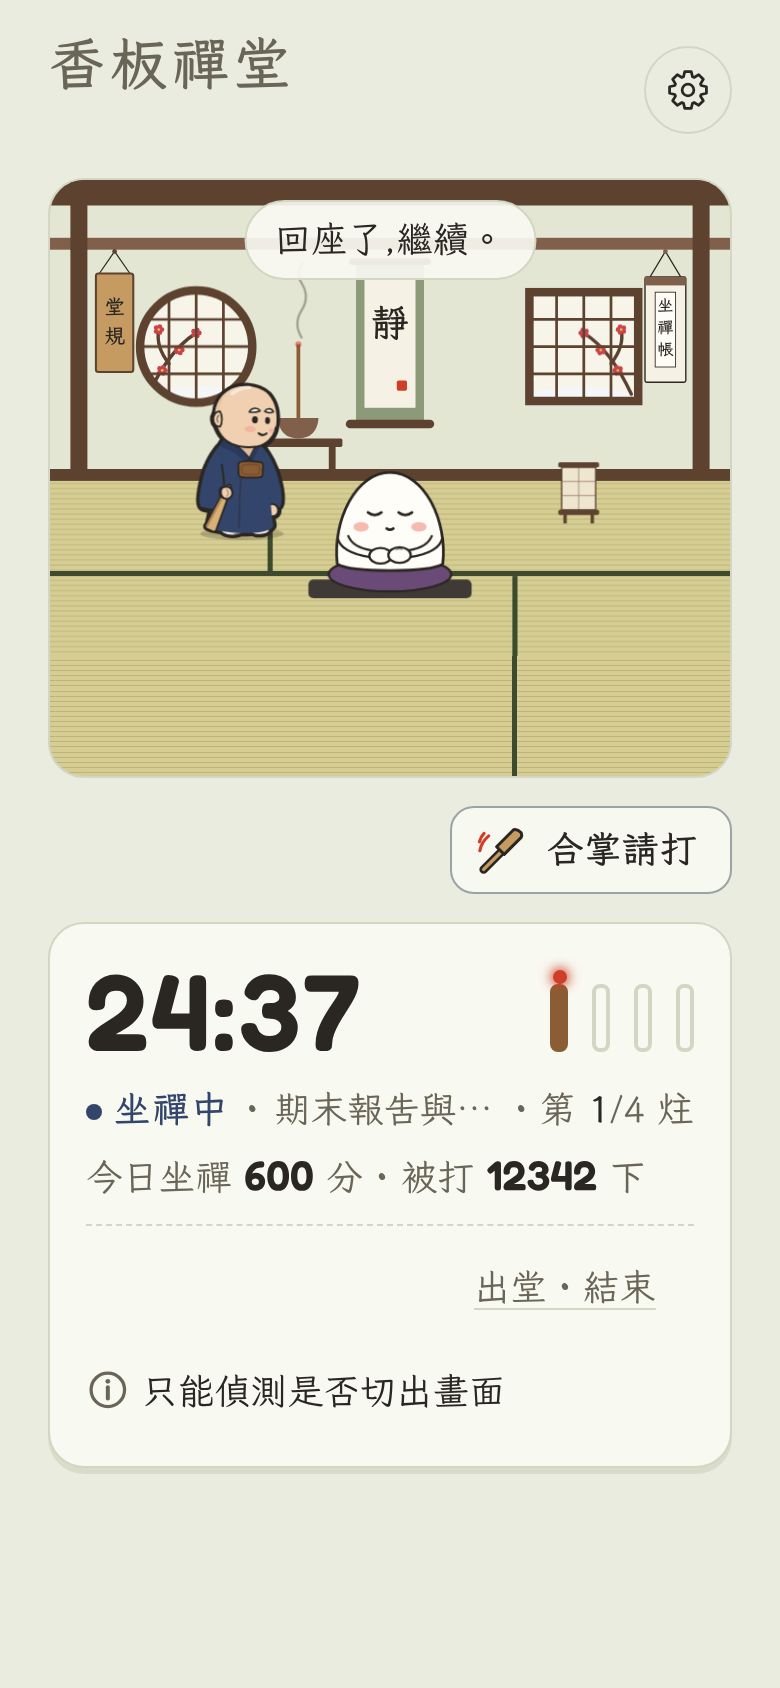 香板禪堂
回座了,繼續。
堂規
靜
坐禪帳
合掌請打
24:37
坐禪中・期末報告與…・第 1/4 炷
今日坐禪 600 分・被打 12342 下
出堂・結束
只能偵測是否切出畫面